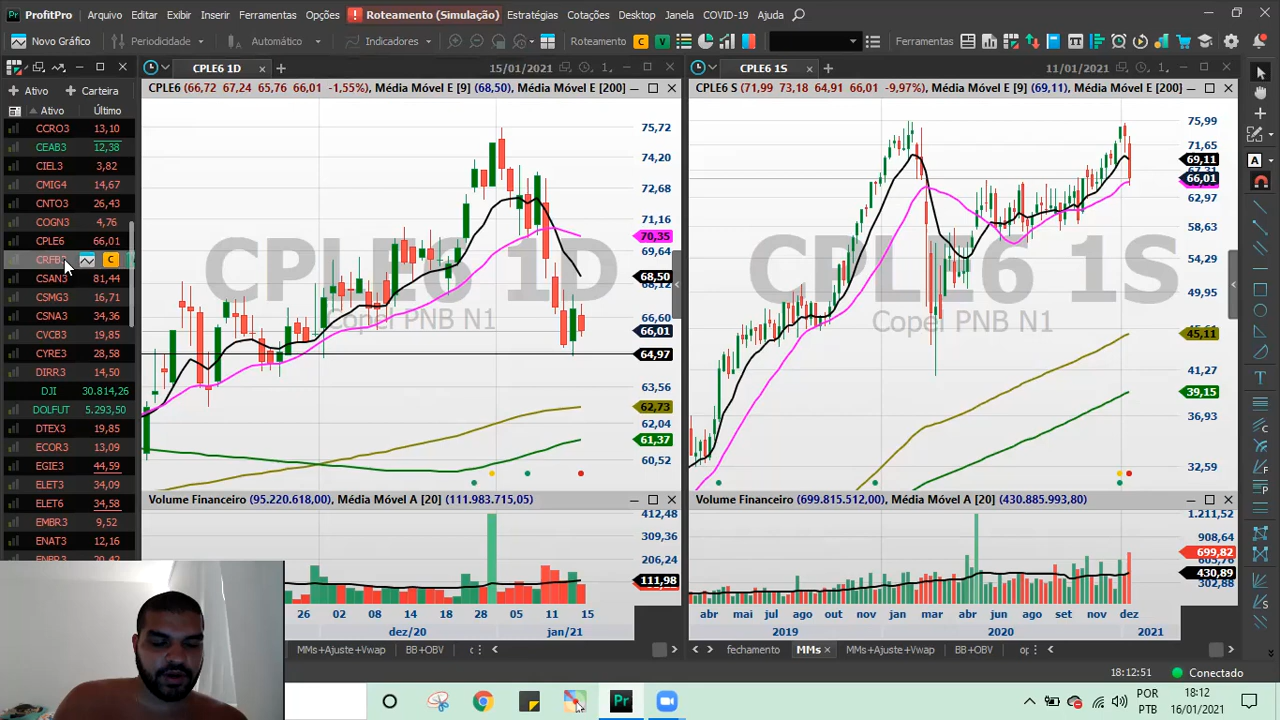 ProfitPro Arquivo Editar Exibir Inserir Ferramentas Opções ! Roteamento (Simulação) Estratégias Cotações Desktop Janela COVID-19 Ajuda
Novo Gráfico Periodicidade Automático Indicadores Roteamento C V Ferramentas
CPLE6 1D 15/01/2021 CPLE6 1S 11/01/2021
+ Ativo + Carteira
CPLE6 (66,72 67,24 65,76 66,01 -1,55%), Média Móvel E [9] (68,50), Média Móvel E [200]
CPLE6 S (71,99 73,18 64,91 66,01 -9,97%), Média Móvel E [9] (69,11), Média Móvel E [200]
Ativo Último
CCRO3 13,10
CEAB3 12,38
CIEL3 3,82
CMIG4 14,67
CNTO3 26,43
COGN3 4,76
CPLE6 66,01
C
CSAN3 81,44
CSMG3 16,71
CSNA3 34,36
CVCB3 19,85
CYRE3 28,58
DIRR3 14,50
DJI 30.814,26
DOLFUT 5.293,50
DTEX3 19,85
ECOR3 13,09
EGIE3 44,59
ELET3 34,09
ELET6 34,58
EMBR3 9,52
ENAT3 12,16
CPLE6 1D
Copel PNB N1
75,72
74,20
72,68
71,16
70,35
69,64
68,50
68,12
66,60
66,01
64,97
63,56
62,73
62,04
61,37
60,52
CPLE6 1S
Copel PNB N1
75,99
71,65
69,11
66,01
62,97
58,29
54,29
49,95
45,11
41,27
39,15
36,93
32,59
Volume Financeiro (95.220.618,00), Média Móvel A [20] (111.983.715,05)
412,48
309,36
206,24
111,98
26 02 08 14 18 28 05 11 15
dez/20 jan/21
Volume Financeiro (699.815.512,00), Média Móvel A [20] (430.885.993,80)
1.211,52
908,64
699,82
430,89
302,88
abr mai jul ago out nov jan mar abr jun ago set nov dez
2019 2020 2021
MMs+Ajuste+Vwap BB+OBV
fechamento MMs MMs+Ajuste+Vwap BB+OBV
18:12:51 Conectado
POR
PTB
18:12
16/01/2021